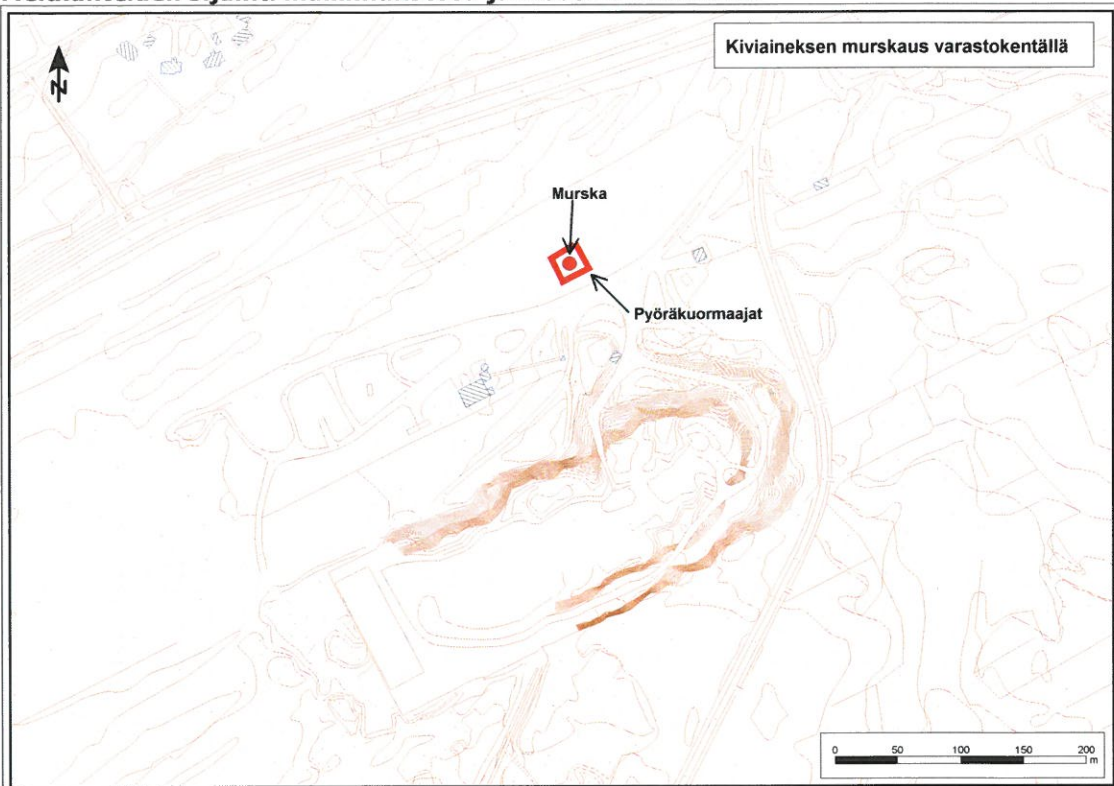 N
Kiviaineksen murskaus varastokentällä
Murska
Pyöräkuormaajat
0 50 100 150 200
m